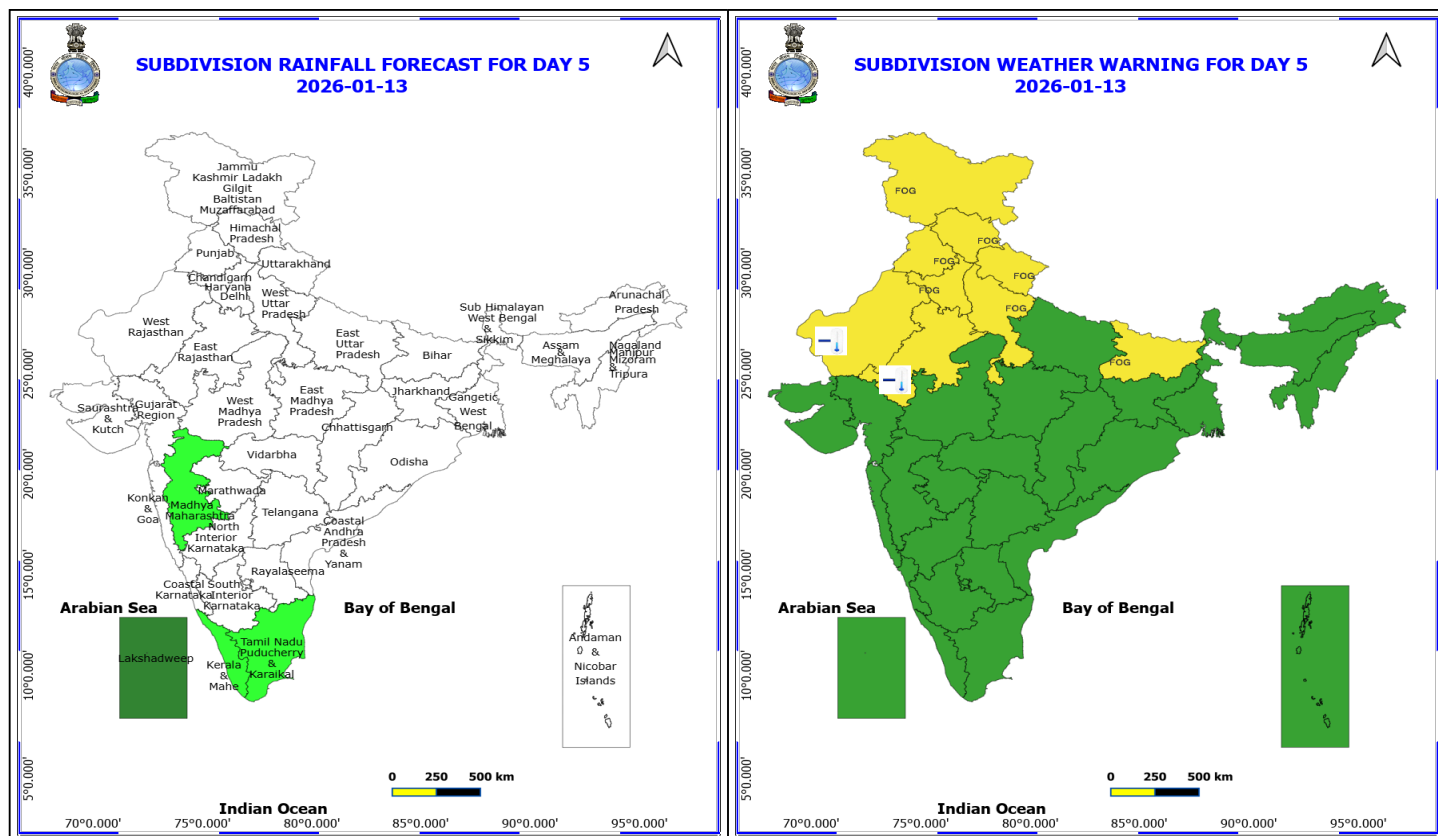 SUBDIVISION RAINFALL FORECAST FOR DAY 5
2026-01-13
40°0.000'
35°0.000'
30°0.000'
25°0.000'
20°0.000'
15°0.000'
10°0.000'
5°0.000'
Jammu
Kashmir Ladakh
Gilgit
Baltistan
Muzaffarabad
Himachal
Pradesh
Punjab
Uttarakhand
Chandigarh
Haryana
Delhi
West
Uttar
Pradesh
West
Rajasthan
East
Rajasthan
East
Uttar
Pradesh
Bihar
Sub Himalayan
West Bengal
&
Sikkim
Arunachal
Pradesh
Assam
&
Meghalaya
Nagaland
Manipur
Mizoram
&
Tripura
Saurashtra
&
Kutch
Gujarat
Region
West
Madhya
Pradesh
East
Madhya
Pradesh
Jharkhand
Gangetic
West
Bengal
Chhattisgarh
Vidarbha
Odisha
Konkan
&
Goa
Madhya
Maharashtra
Marathwada
Telangana
North
Interior
Karnataka
Coastal
Andhra
Pradesh
&
Yanam
Rayalaseema
Coastal
Karnataka
South
Interior
Karnataka
Arabian Sea
Bay of Bengal
Lakshadweep
Kerala
&
Mahe
Tamil Nadu
Puducherry
&
Karaikal
Andaman
&
Nicobar
Islands
0 250 500 km
Indian Ocean
70°0.000' 75°0.000' 80°0.000' 85°0.000' 90°0.000' 95°0.000'
SUBDIVISION WEATHER WARNING FOR DAY 5
2026-01-13
40°0.000'
35°0.000'
30°0.000'
25°0.000'
20°0.000'
15°0.000'
10°0.000'
5°0.000'
FOG
FOG
FOG
FOG
FOG
FOG
FOG
Arabian Sea
Bay of Bengal
0 250 500 km
Indian Ocean
70°0.000' 75°0.000' 80°0.000' 85°0.000' 90°0.000' 95°0.000'